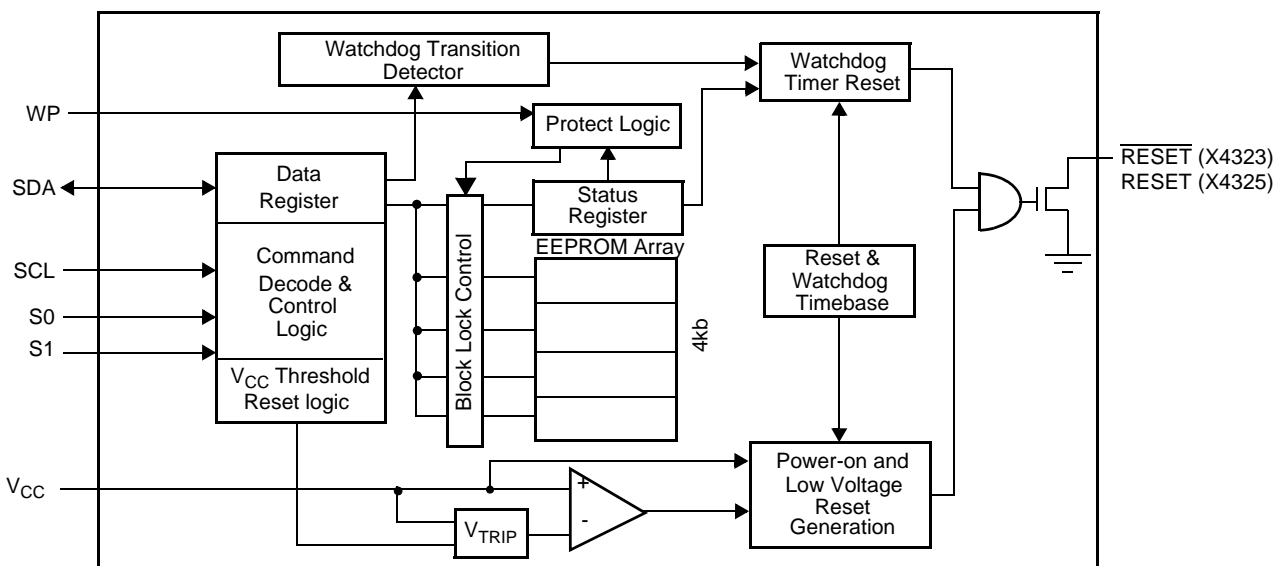 Watchdog Transition
Detector
Watchdog
Timer Reset
WP
Protect Logic
RESET (X4323)
RESET (X4325)
SDA
Data
Register
Status
Register
EEPROM Array
SCL
Command
Decode &
Control
Logic
S0
S1
Block Lock Control
4kb
Reset &
Watchdog
Timebase
VCC Threshold
Reset logic
VCC
+
-
VTRIP
Power-on and
Low Voltage
Reset
Generation